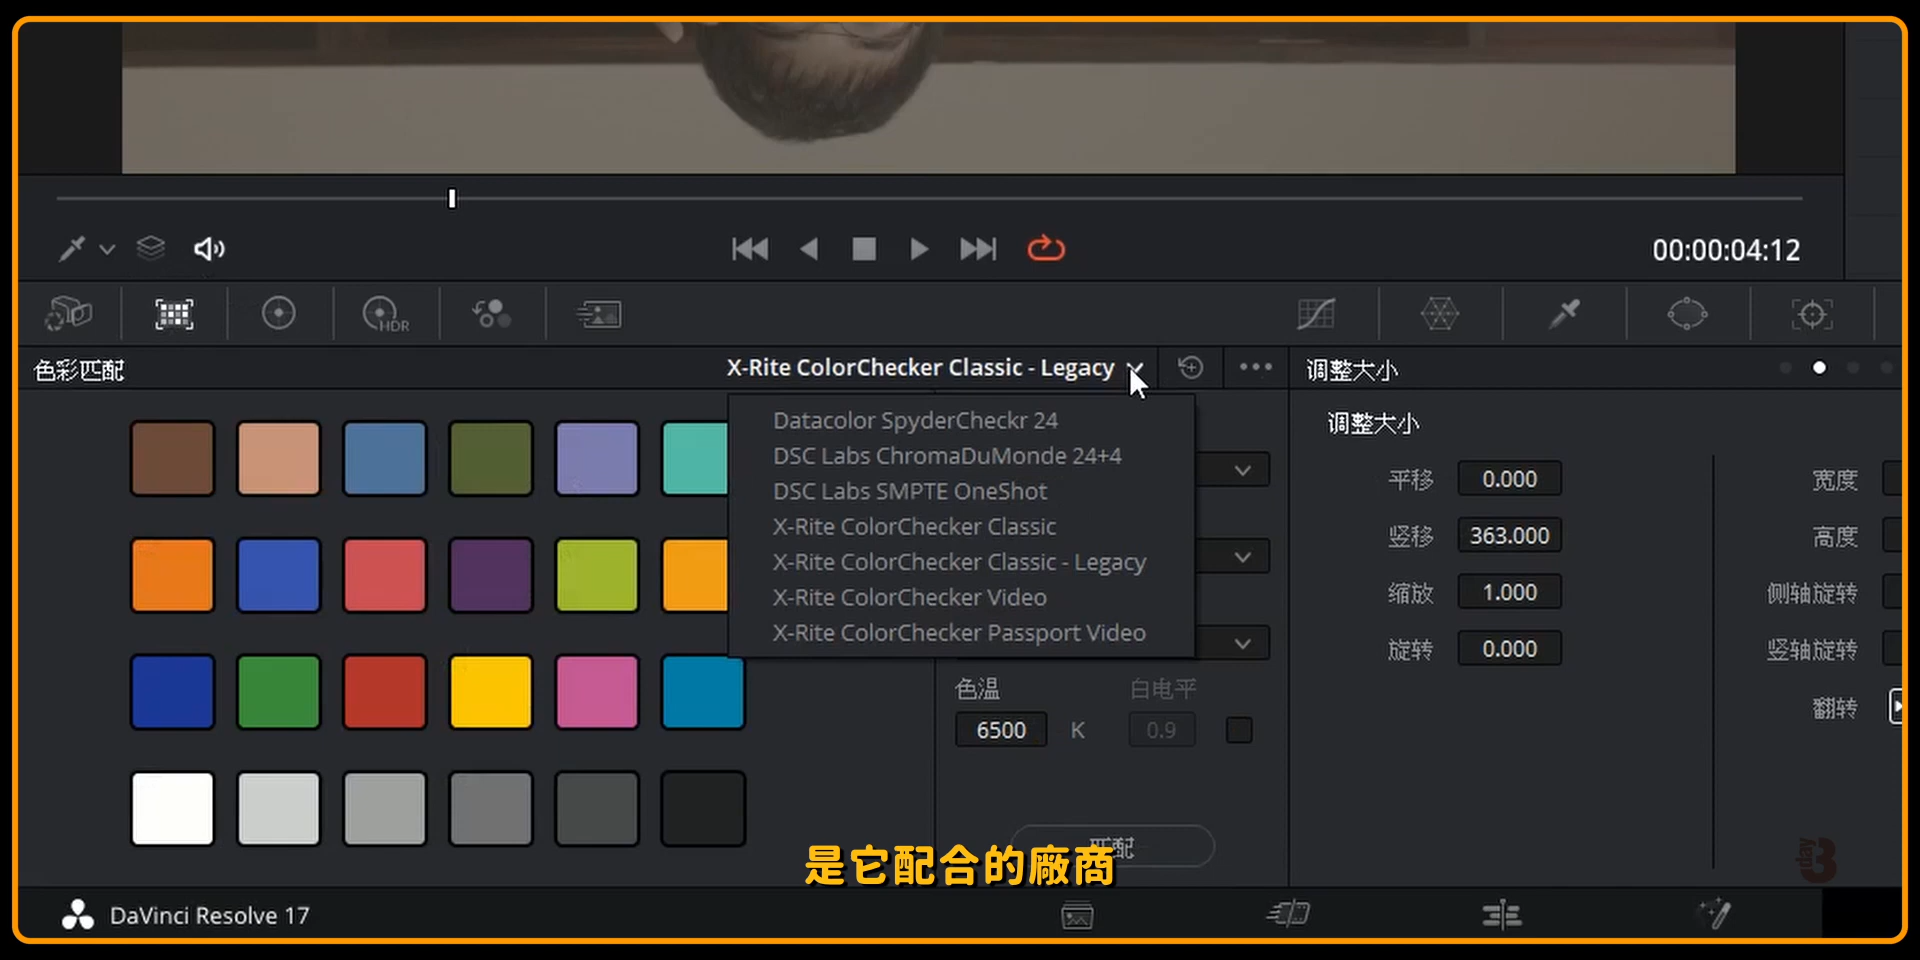 00:00:04:12
HDR
色彩匹配
X-Rite ColorChecker Classic - Legacy
调整大小
Datacolor SpyderCheckr 24
DSC Labs ChromaDuMonde 24+4
DSC Labs SMPTE OneShot
X-Rite ColorChecker Classic
X-Rite ColorChecker Classic - Legacy
X-Rite ColorChecker Video
X-Rite ColorChecker Passport Video
色温
白电平
6500 K
0.9
匹配
调整大小
平移 0.000
宽度
竖移 363.000
高度
缩放 1.000
侧轴旋转
旋转 0.000
竖轴旋转
翻转
3day
是它配合的廠商
DaVinci Resolve 17